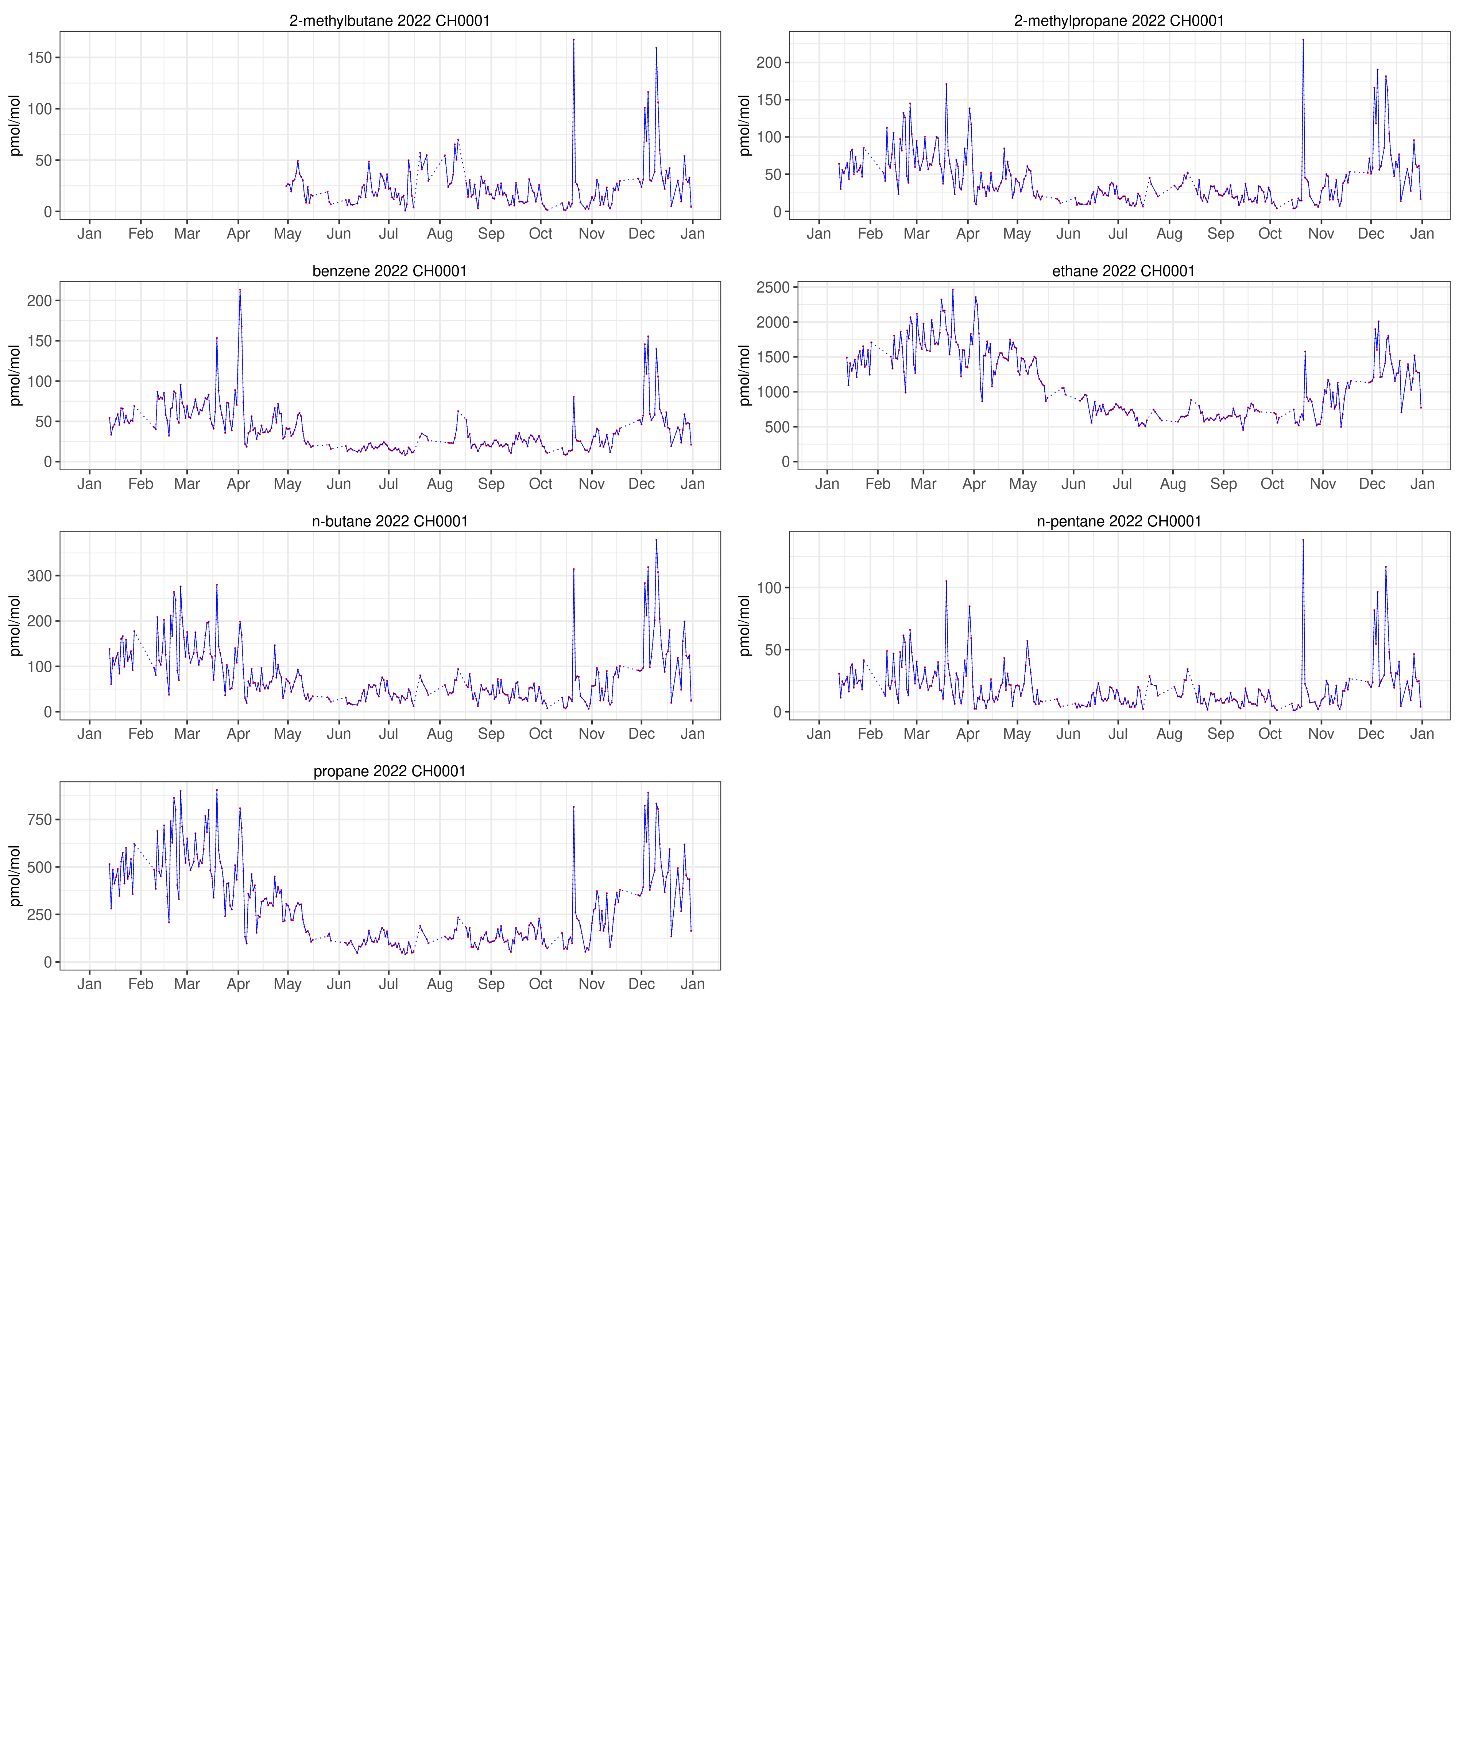 2-methylbutane 2022 CH0001
pmol/mol
150
100
50
0
Jan Feb Mar Apr May Jun Jul Aug Sep Oct Nov Dec Jan
2-methylpropane 2022 CH0001
pmol/mol
200
150
100
50
0
Jan Feb Mar Apr May Jun Jul Aug Sep Oct Nov Dec Jan
benzene 2022 CH0001
pmol/mol
200
150
100
50
0
Jan Feb Mar Apr May Jun Jul Aug Sep Oct Nov Dec Jan
ethane 2022 CH0001
pmol/mol
2500
2000
1500
1000
500
0
Jan Feb Mar Apr May Jun Jul Aug Sep Oct Nov Dec Jan
n-butane 2022 CH0001
pmol/mol
300
200
100
0
Jan Feb Mar Apr May Jun Jul Aug Sep Oct Nov Dec Jan
n-pentane 2022 CH0001
pmol/mol
100
50
0
Jan Feb Mar Apr May Jun Jul Aug Sep Oct Nov Dec Jan
propane 2022 CH0001
pmol/mol
750
500
250
0
Jan Feb Mar Apr May Jun Jul Aug Sep Oct Nov Dec Jan